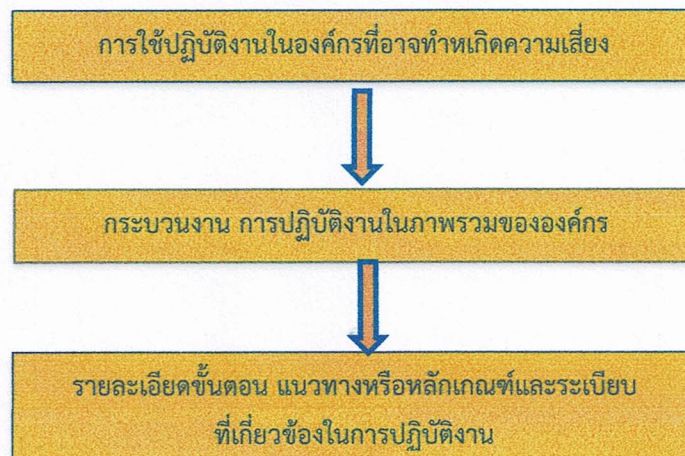 การใช้ปฏิบัติงานในองค์กรที่อาจทำหเกิดความเสี่ยง
กระบวนงาน การปฏิบัติงานในภาพรวมขององค์กร
รายละเอียดขั้นตอน แนวทางหรือหลักเกณฑ์และระเบียบ
ที่เกี่ยวข้องในการปฏิบัติงาน